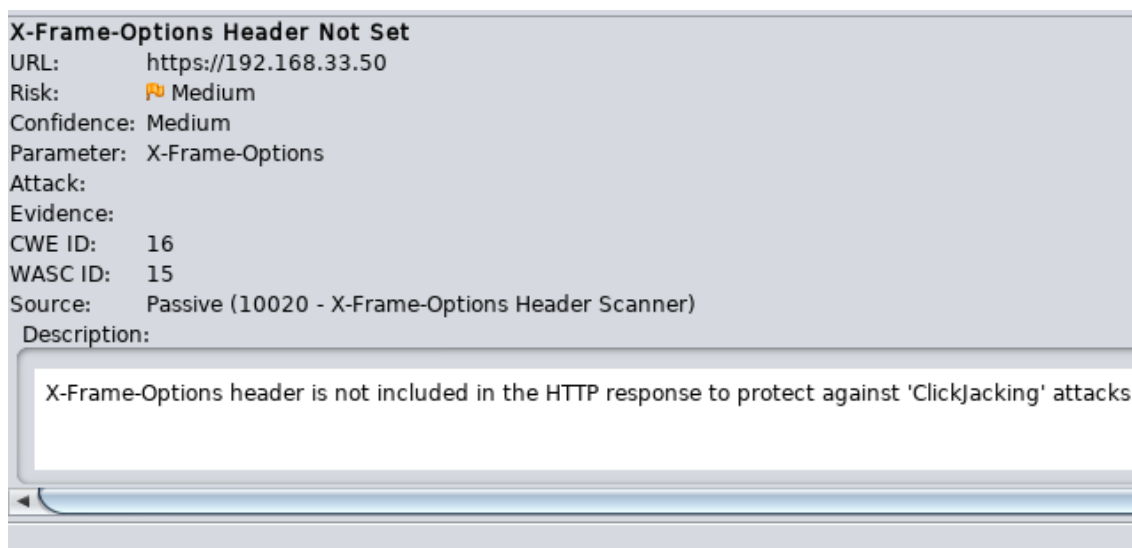 X-Frame-Options Header Not Set
URL: https://192.168.33.50
Risk: Medium
Confidence: Medium
Parameter: X-Frame-Options
Attack:
Evidence:
CWE ID: 16
WASC ID: 15
Source: Passive (10020 - X-Frame-Options Header Scanner)
Description:
X-Frame-Options header is not included in the HTTP response to protect against 'ClickJacking' attacks